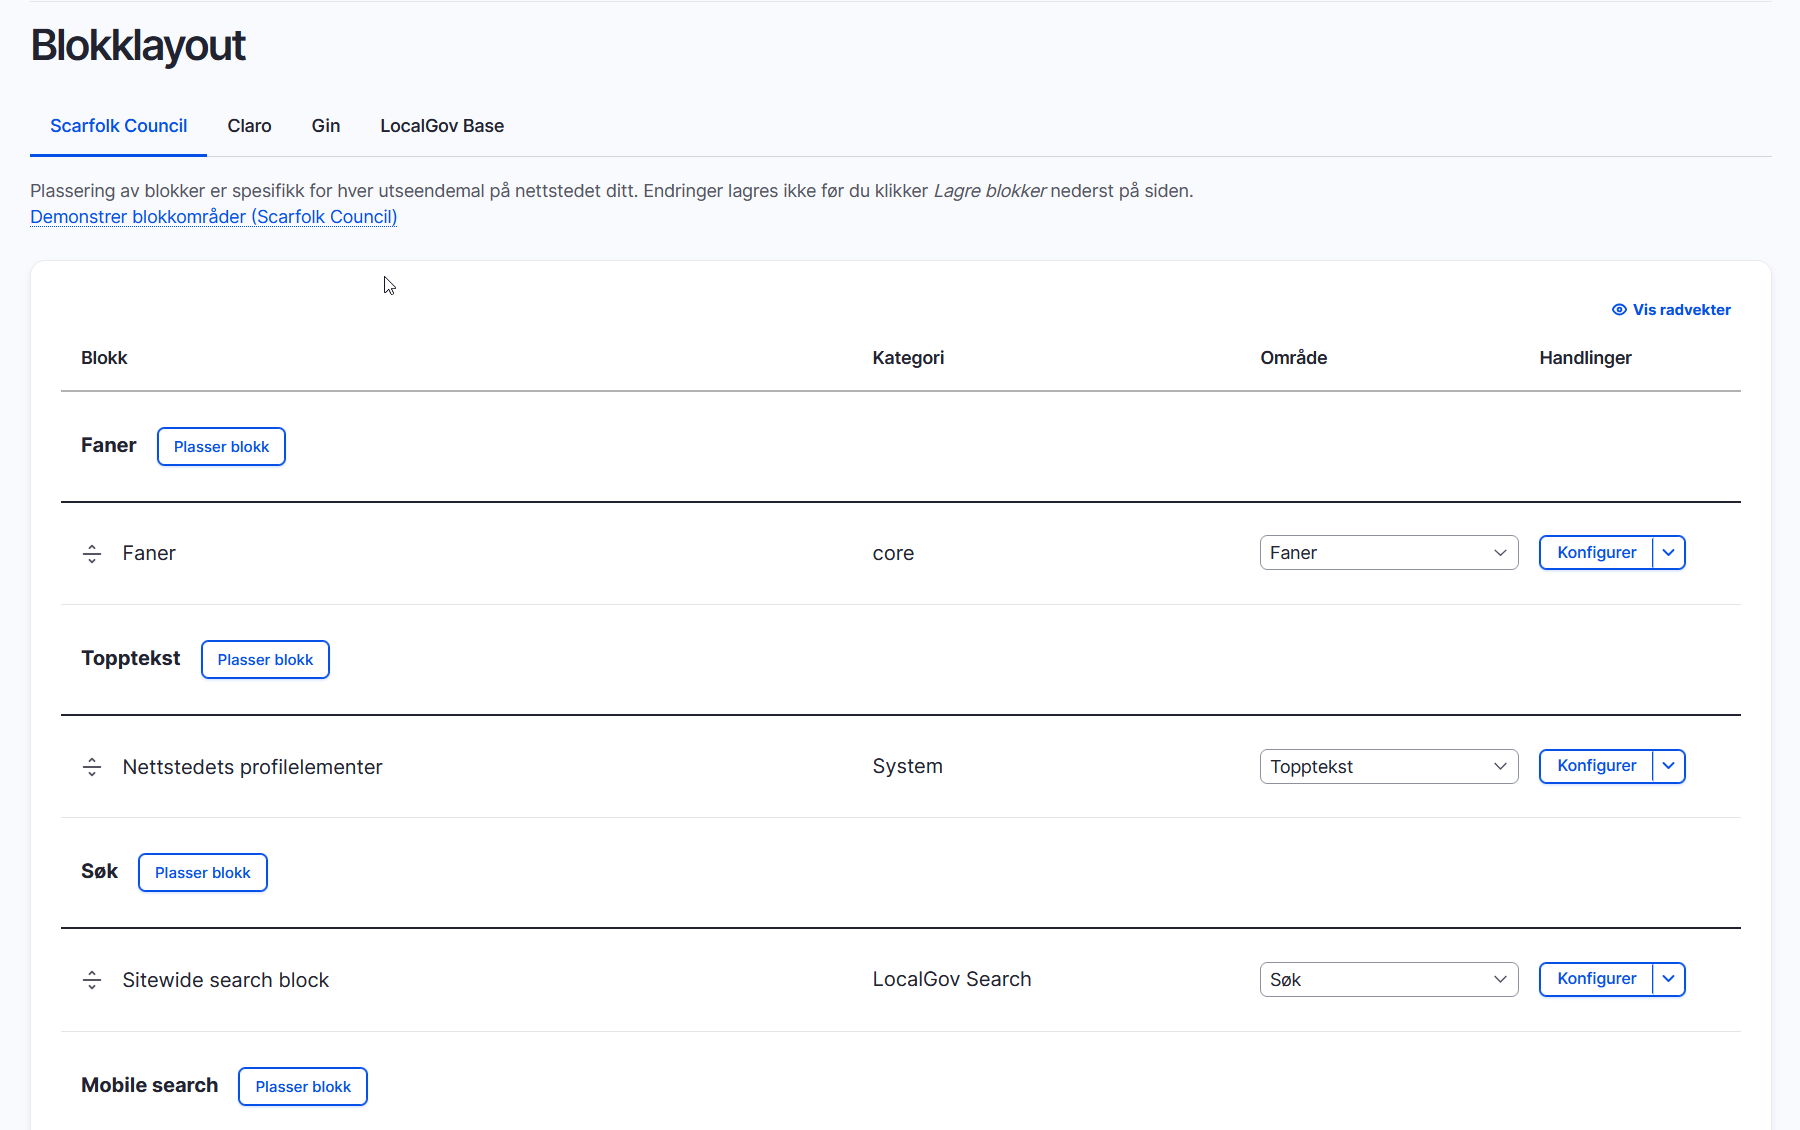 Blokklayout
Scarfolk Council Claro Gin LocalGov Base
Plassering av blokker er spesifikk for hver utseendemal på nettstedet ditt. Endringer lagres ikke før du klikker Lagre blokker nederst på siden.
Demonstrer blokkområder (Scarfolk Council)
Vis radvekter
Blokk Kategori Område Handlinger
Faner Plasser blokk
Faner core Faner Konfigurer
Topptekst Plasser blokk
Nettstedets profilelementer System Topptekst Konfigurer
Søk Plasser blokk
Sitewide search block LocalGov Search Søk Konfigurer
Mobile search Plasser blokk